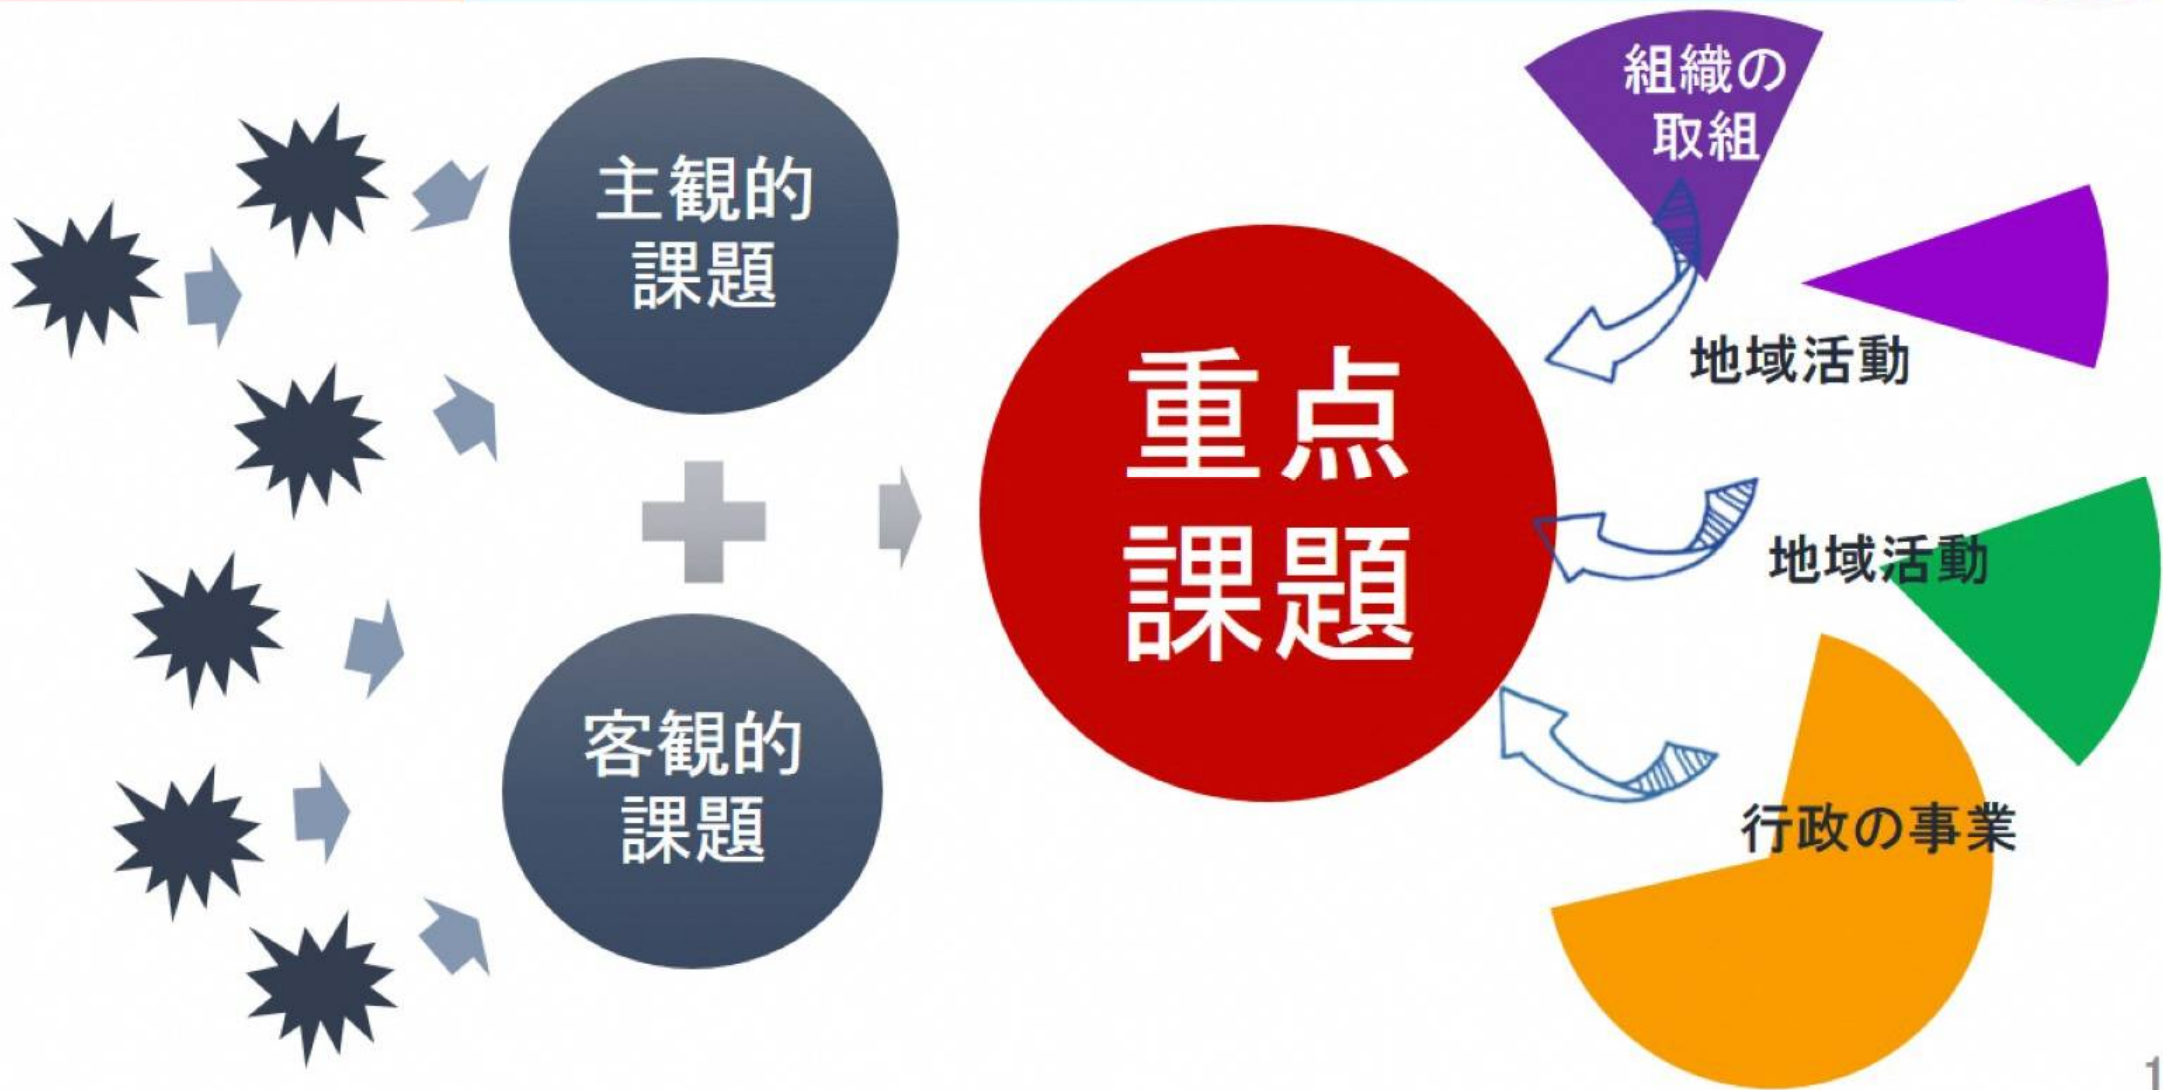 主観的
課題
客観的
課題
重点
課題
組織の
取組
地域活動
地域活動
行政の事業
1